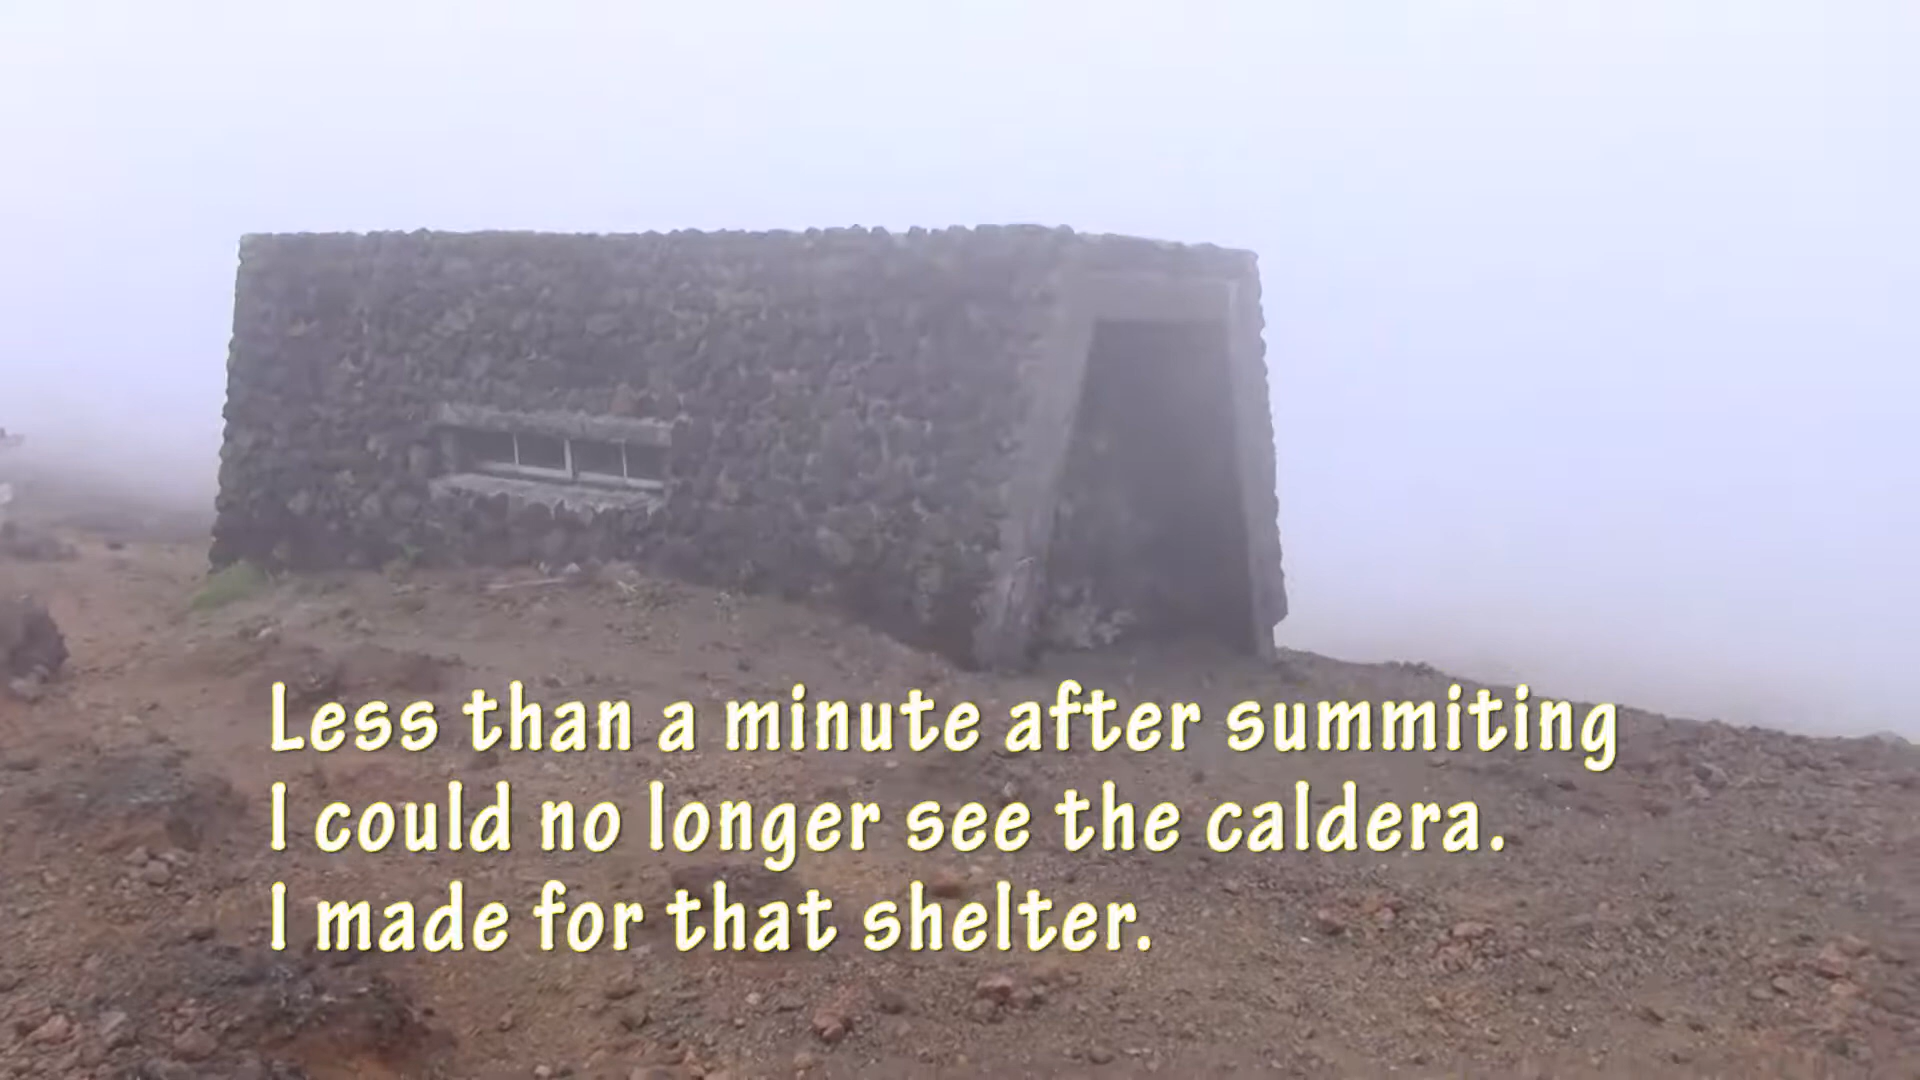 Less than a minute after summiting
I could no longer see the caldera.
I made for that shelter.